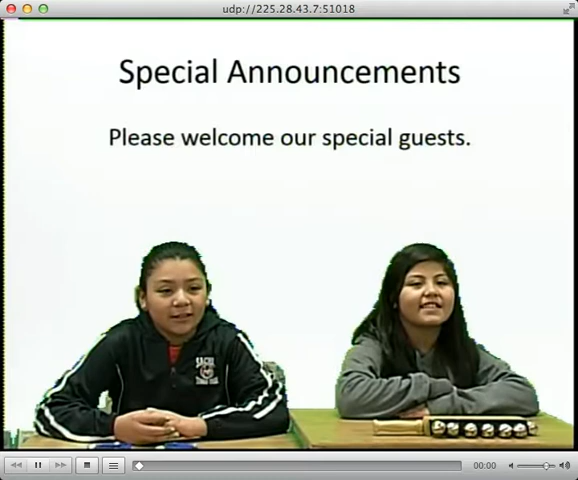 udp://225.28.43.7:51018
Special Announcements
Please welcome our special guests.
00:00